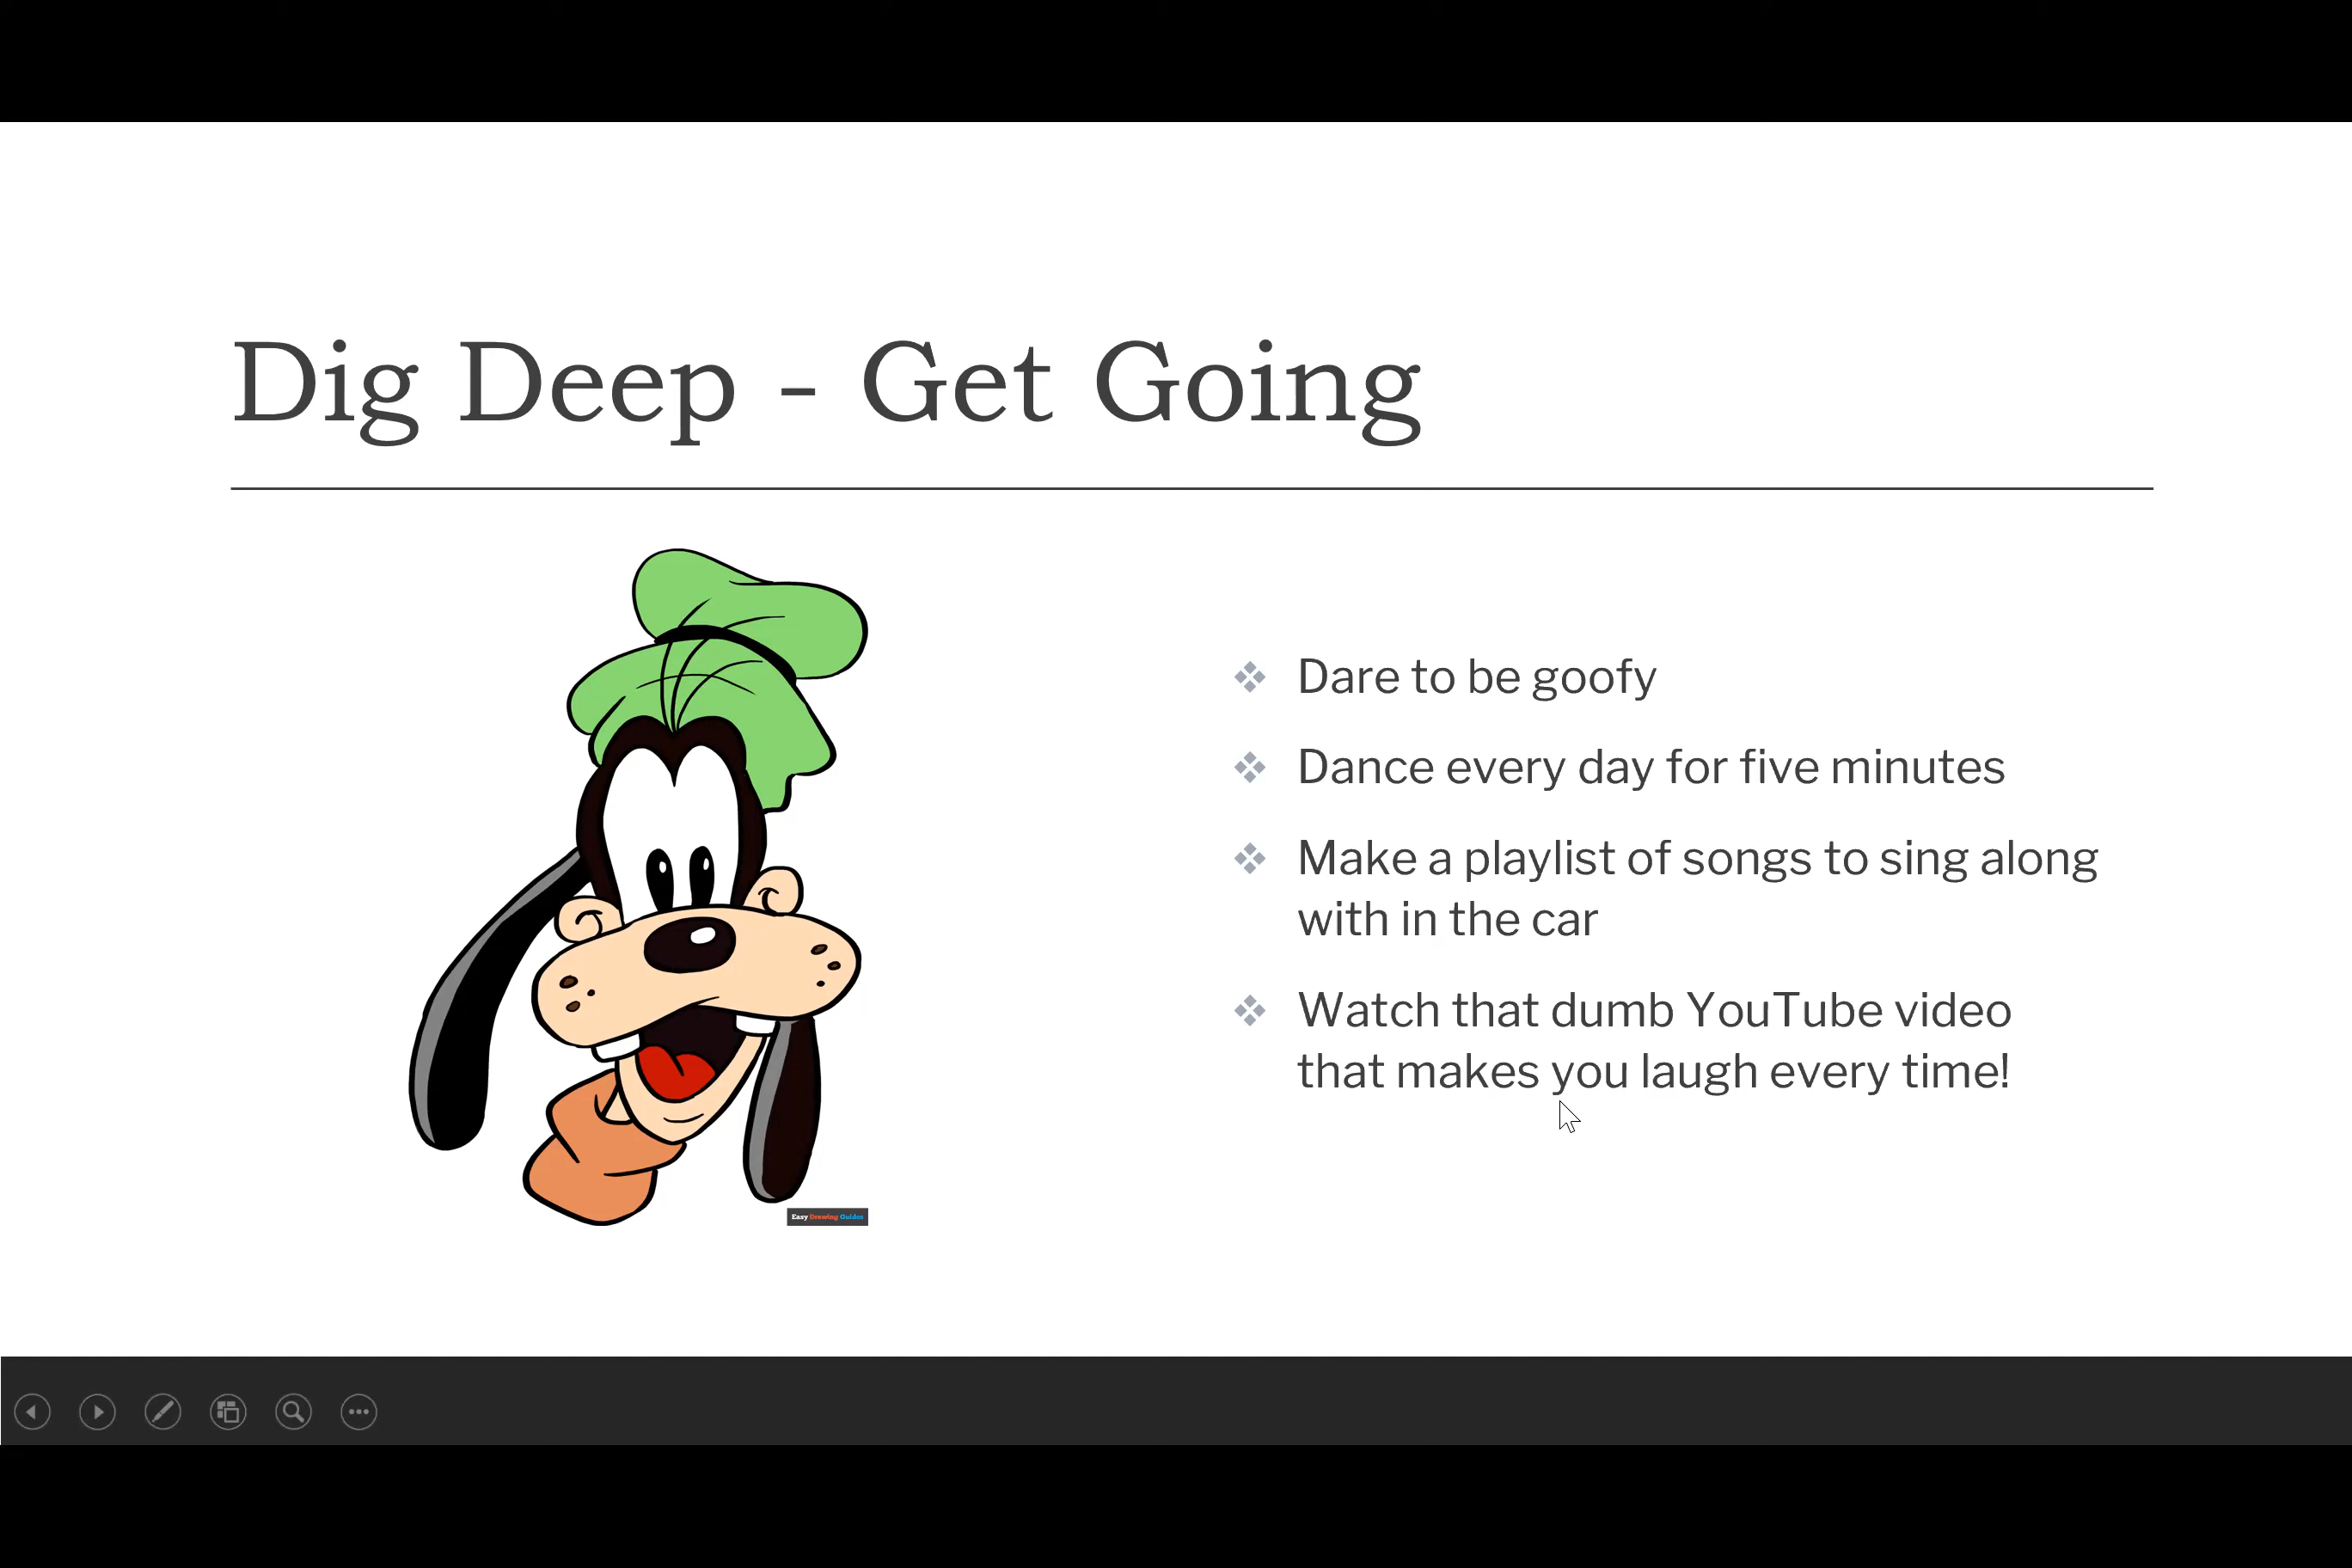 Dig Deep - Get Going
Dare to be goofy
Dance every day for five minutes
Make a playlist of songs to sing along
with in the car
Watch that dumb YouTube video
that makes you laugh every time!
Easy Drawing Guides